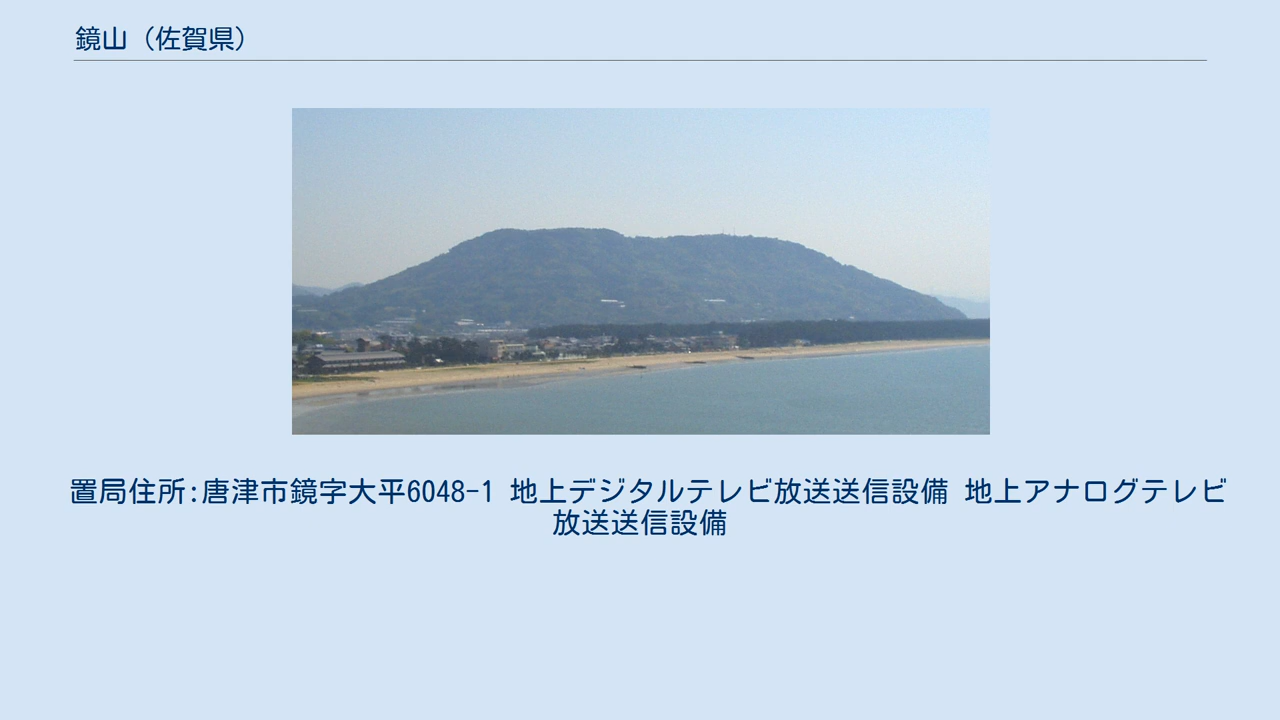 鏡山（佐賀県）
置局住所:唐津市鏡字大平6048-1 地上デジタルテレビ放送送信設備 地上アナログテレビ
放送送信設備